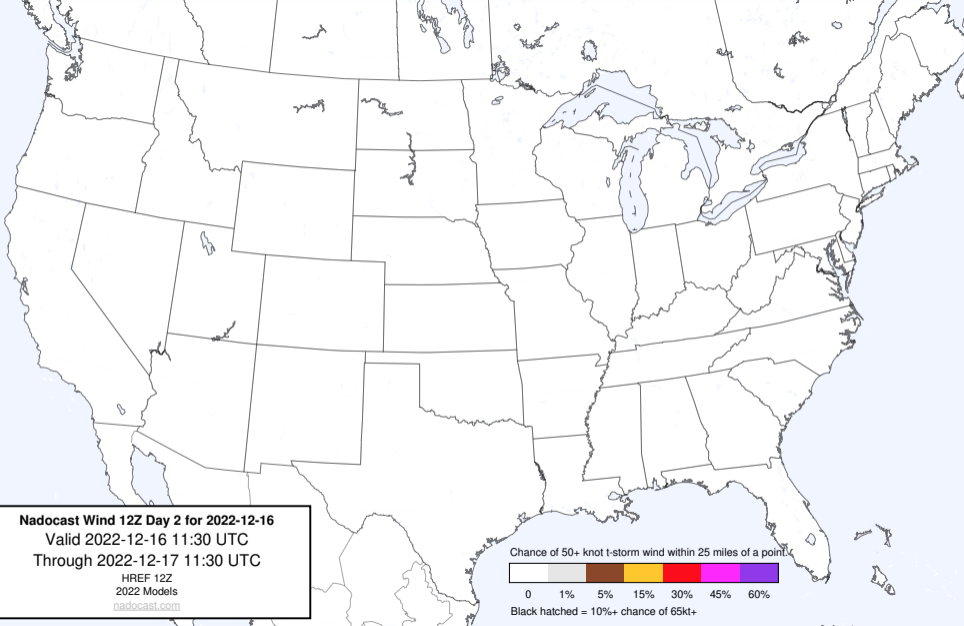 Nadocast Wind 12Z Day 2 for 2022-12-16
Valid 2022-12-16 11:30 UTC
Through 2022-12-17 11:30 UTC
HREF 12Z
2022 Models
nadocast.com
Chance of 50+ knot t-storm wind within 25 miles of a point.
0 1% 5% 15% 30% 45% 60%
Black hatched = 10%+ chance of 65kt+